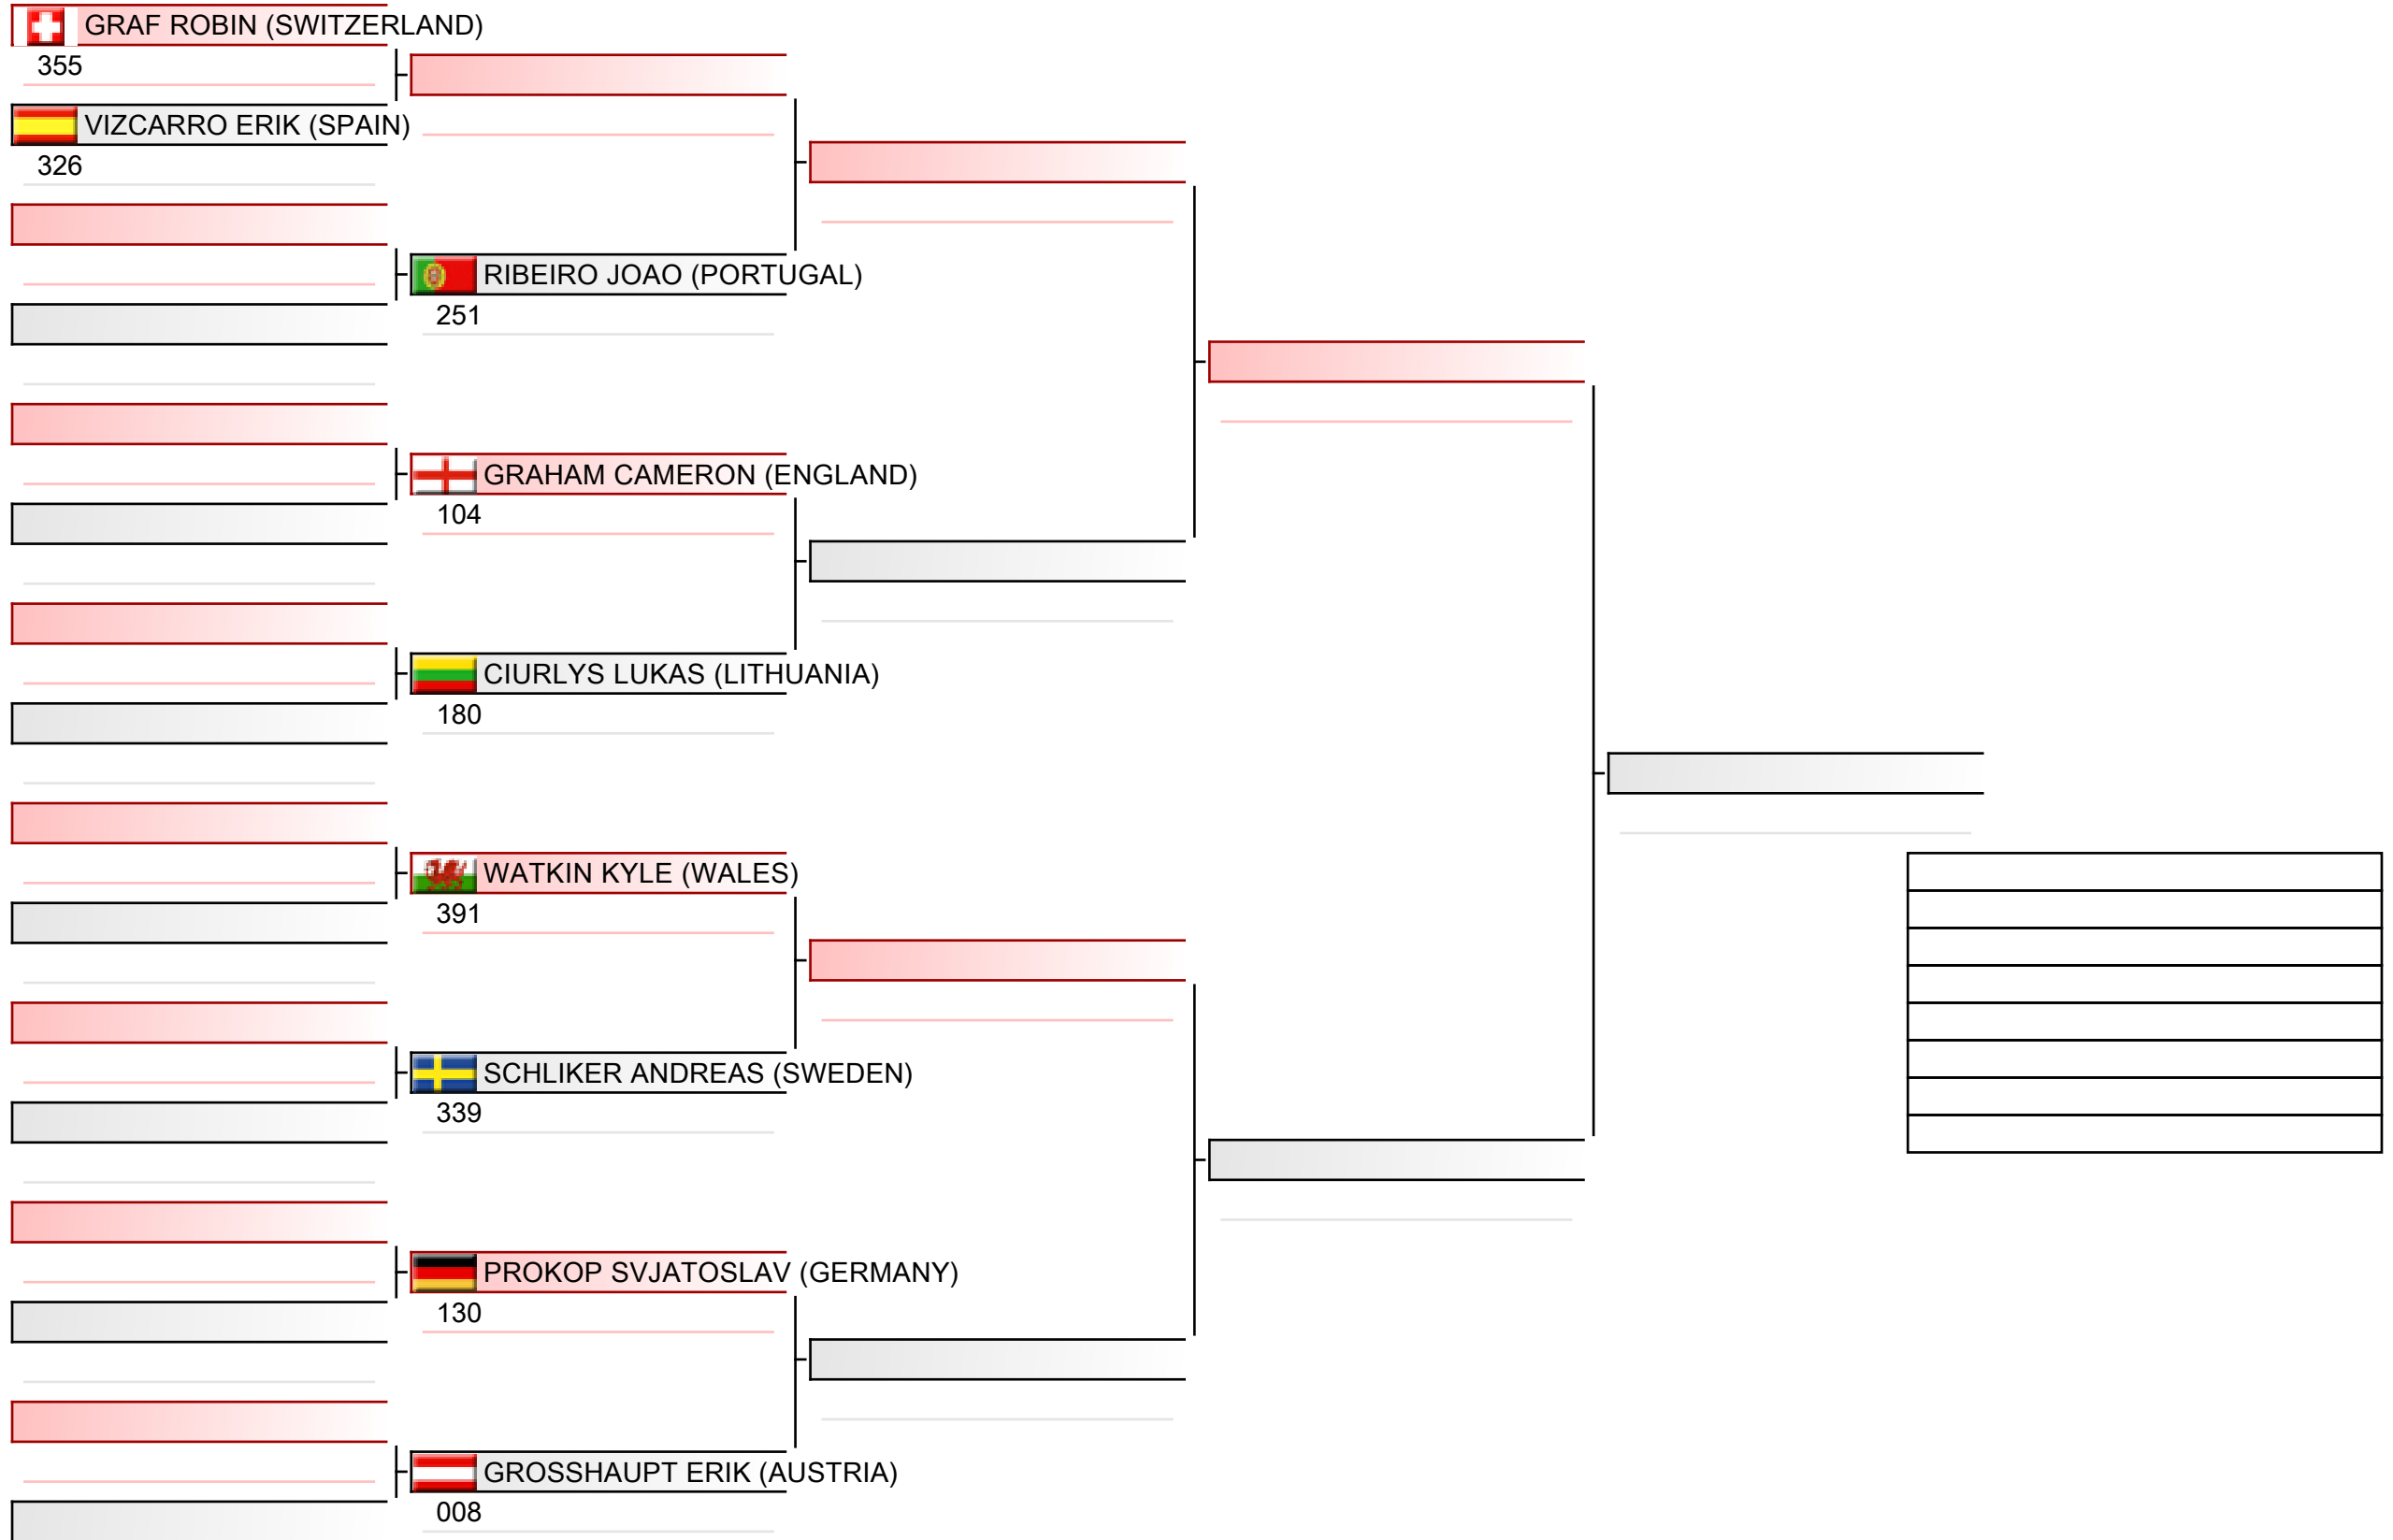 GRAF ROBIN (SWITZERLAND)
355
VIZCARRO ERIK (SPAIN)
326
RIBEIRO JOAO (PORTUGAL)
251
GRAHAM CAMERON (ENGLAND)
104
CIURLYS LUKAS (LITHUANIA)
180
WATKIN KYLE (WALES)
391
SCHLIKER ANDREAS (SWEDEN)
339
PROKOP SVJATOSLAV (GERMANY)
130
GROSSHAUPT ERIK (AUSTRIA)
008